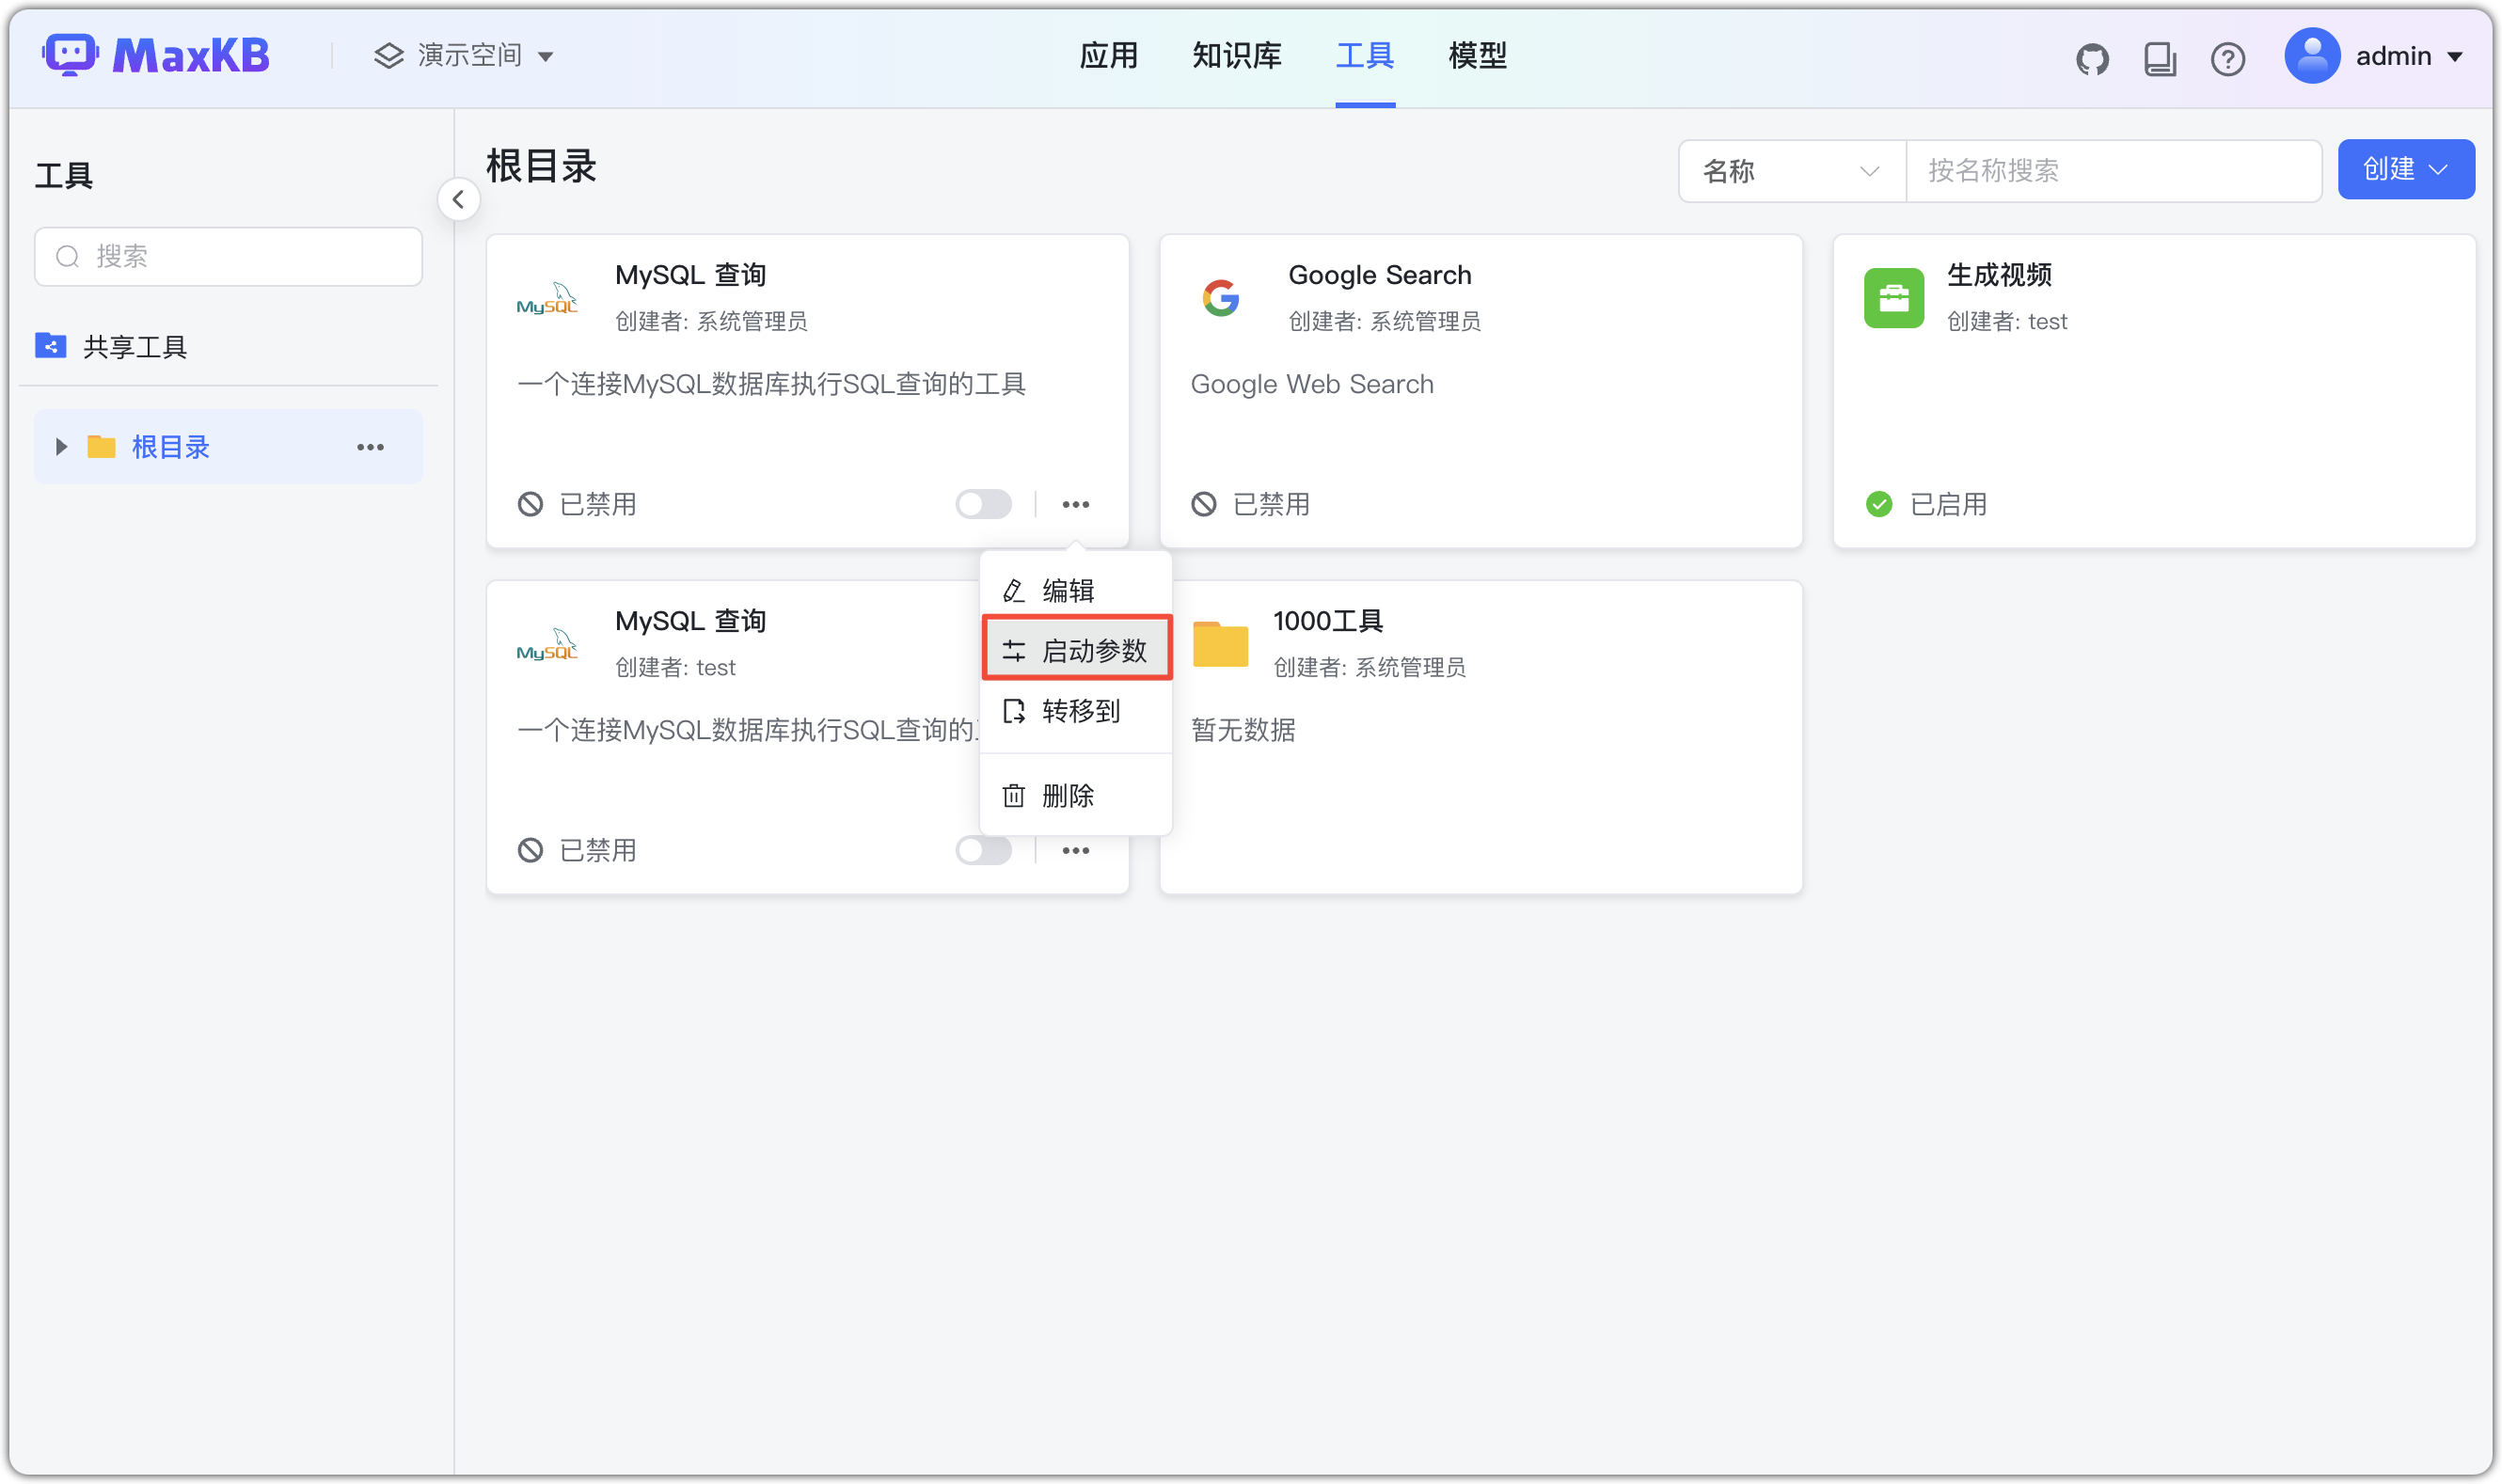 MaxKB
演示空间
应用
知识库
工具
模型
admin
工具
搜索
共享工具
根目录
根目录
名称
按名称搜索
创建
MySQL
MySQL 查询
创建者: 系统管理员
一个连接MySQL数据库执行SQL查询的工具
已禁用
Google Search
创建者: 系统管理员
Google Web Search
已禁用
生成视频
创建者: test
已启用
编辑
启动参数
转移到
删除
MySQL
MySQL 查询
创建者: test
一个连接MySQL数据库执行SQL查询的
已禁用
1000工具
创建者: 系统管理员
暂无数据